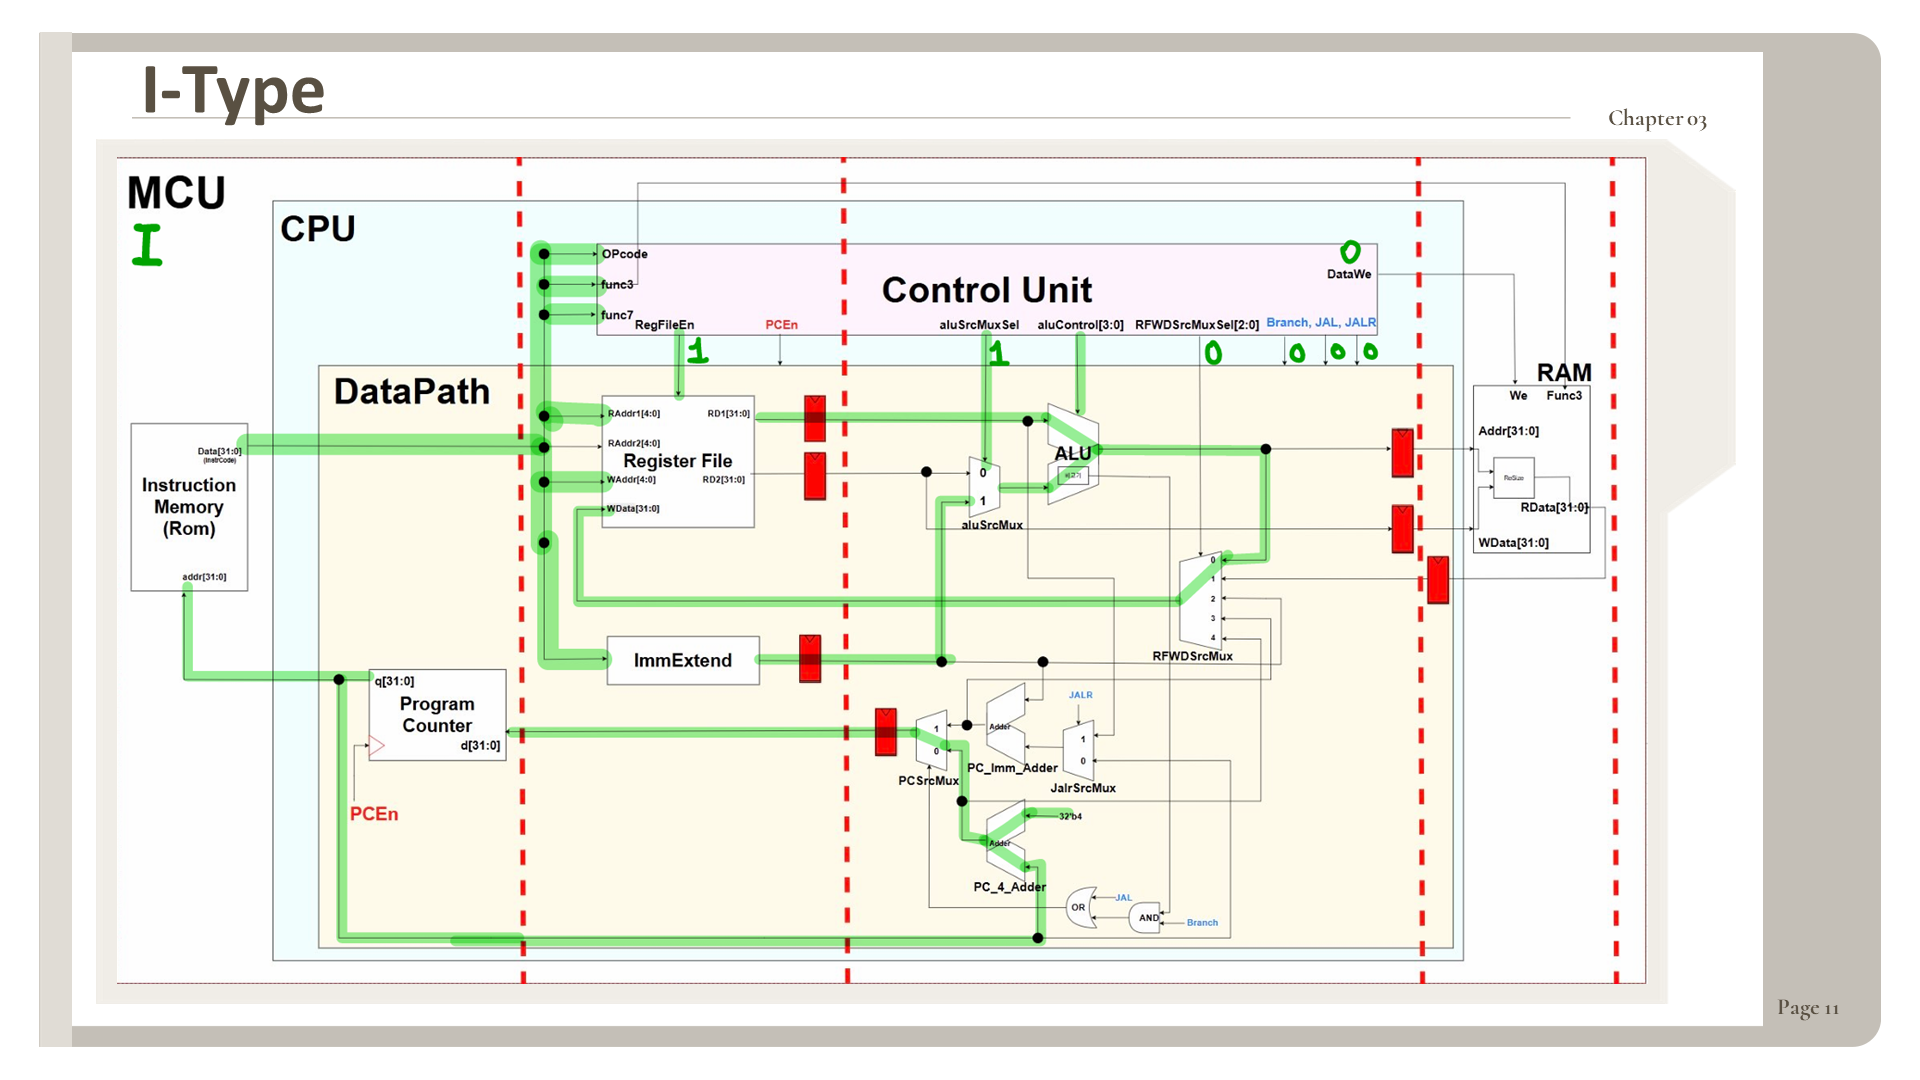 I-Type
Chapter 03
MCU
I
CPU
OPcode
func3
func7
RegFileEn
PCEn
Control Unit
aluSrcMuxSel
aluControl[3:0]
RFWDSrcMuxSel[2:0]
Branch, JAL, JALR
0
DataWe
1
1
0
0
0
0
DataPath
RAM
We
Func3
Addr[31:0]
ReSize
RData[31:0]
WData[31:0]
Data[31:0]
(instrCode)
Instruction
Memory
(Rom)
addr[31:0]
RAddr1[4:0]
RD1[31:0]
RAddr2[4:0]
Register File
WAddr[4:0]
RD2[31:0]
WData[31:0]
0
1
aluSrcMux
ALU
0
1
2
3
4
RFWDSrcMux
ImmExtend
q[31:0]
Program
Counter
d[31:0]
PCEn
1
0
PCSrcMux
Adder
PC_Imm_Adder
JALR
1
0
JalrSrcMux
32'b4
Adder
PC_4_Adder
OR
JAL
AND
Branch
Page 11